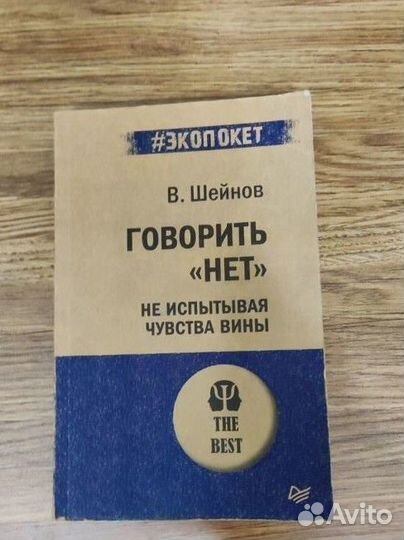 #ЭКОПОКЕТ
В. Шейнов
ГОВОРИТЬ
«НЕТ»
НЕ ИСПЫТЫВАЯ
ЧУВСТВА ВИНЫ
Ψ
THE
BEST
Avito